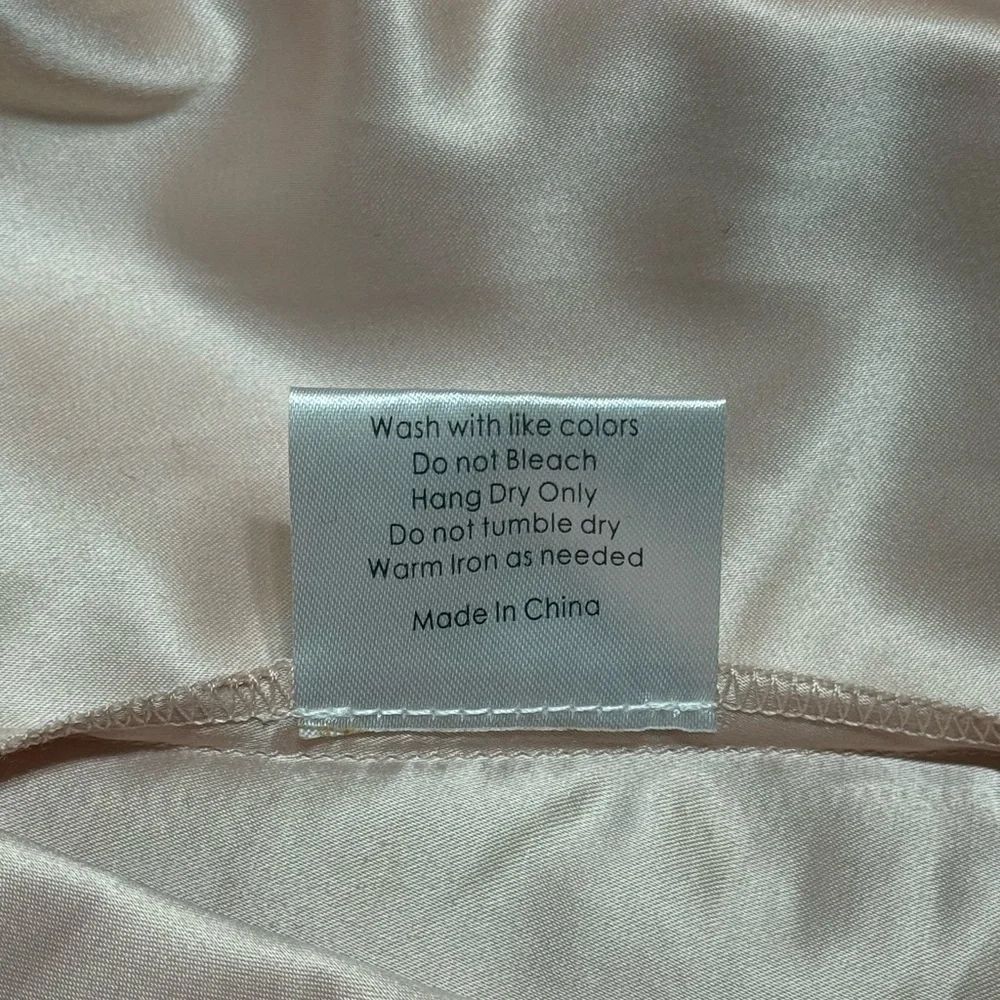 Wash with like colors
Do not Bleach
Hang Dry Only
Do not tumble dry
Warm Iron as needed
Made In China